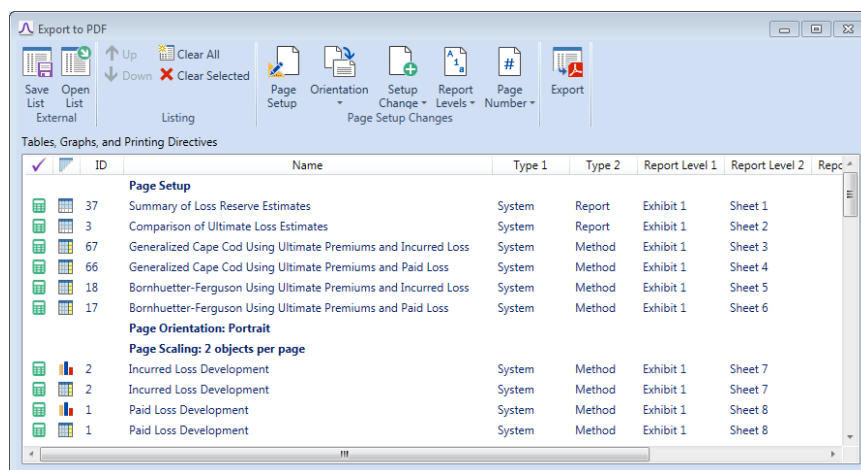 Export to PDF
Up Clear All
Down Clear Selected
Save List Open List Page Setup Orientation Setup Change Report Levels # Page Number Export
A 1 a
External Listing Page Setup Changes
Tables, Graphs, and Printing Directives
ID Name Type 1 Type 2 Report Level 1 Report Level 2 Repo
Page Setup
37 Summary of Loss Reserve Estimates System Report Exhibit 1 Sheet 1
3 Comparison of Ultimate Loss Estimates System Report Exhibit 1 Sheet 2
67 Generalized Cape Cod Using Ultimate Premiums and Incurred Loss System Method Exhibit 1 Sheet 3
66 Generalized Cape Cod Using Ultimate Premiums and Paid Loss System Method Exhibit 1 Sheet 4
18 Bornhuetter-Ferguson Using Ultimate Premiums and Incurred Loss System Method Exhibit 1 Sheet 5
17 Bornhuetter-Ferguson Using Ultimate Premiums and Paid Loss System Method Exhibit 1 Sheet 6
Page Orientation: Portrait
Page Scaling: 2 objects per page
2 Incurred Loss Development System Method Exhibit 1 Sheet 7
2 Incurred Loss Development System Method Exhibit 1 Sheet 7
1 Paid Loss Development System Method Exhibit 1 Sheet 8
1 Paid Loss Development System Method Exhibit 1 Sheet 8